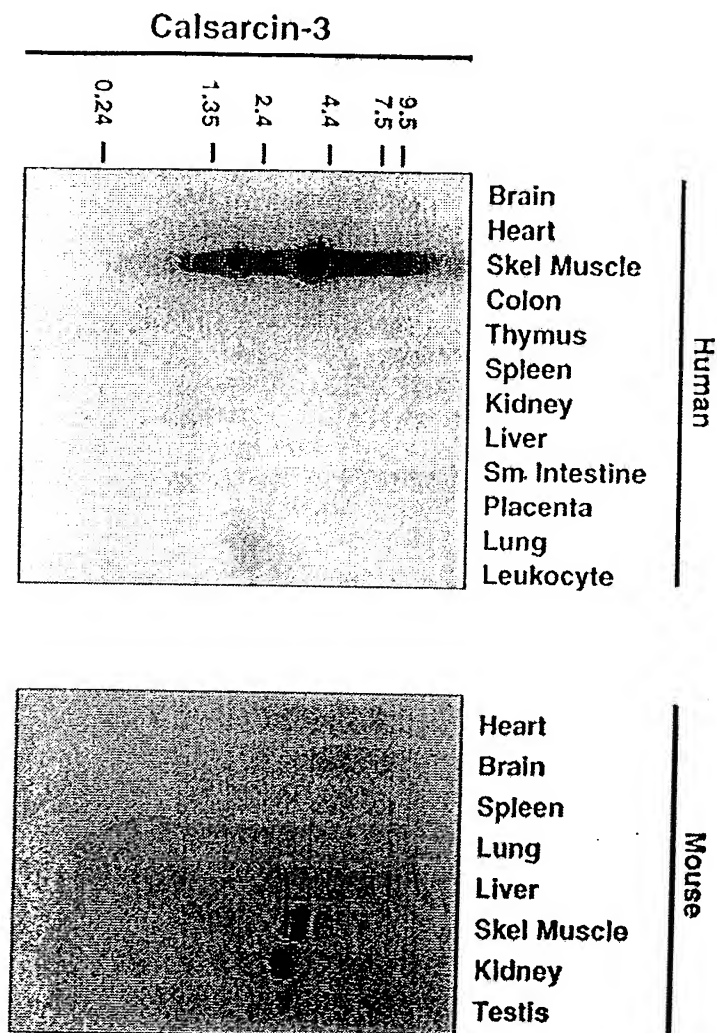 Calsarcin-3
0.24
1.35
2.4
4.4
7.5
9.5
Brain
Heart
Skel Muscle
Colon
Thymus
Spleen
Kidney
Liver
Sm. Intestine
Placenta
Lung
Leukocyte
Human
Heart
Brain
Spleen
Lung
Liver
Skel Muscle
Kidney
Testis
Mouse